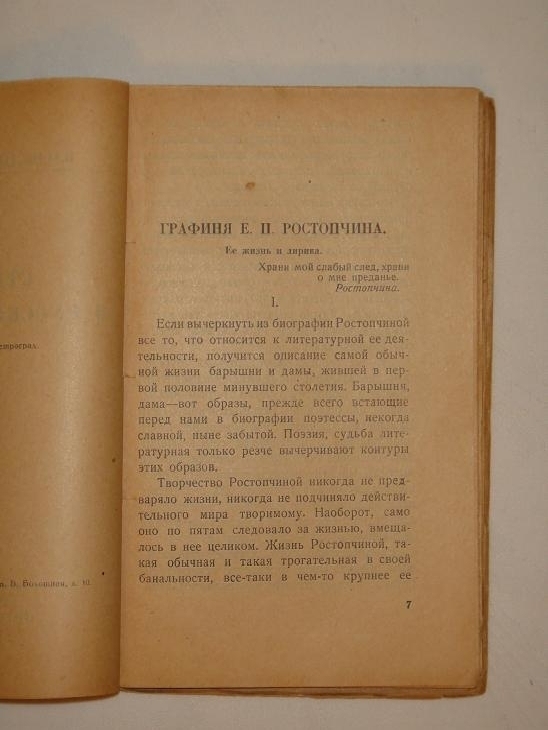 етроград.
В. Волошина, д. 10
ГРАФИНЯ Е. П. РОСТОПЧИНА.
Ее жизнь и лирика.
Храни мой слабый след, храни
о мне преданье...
Ростопчина.
1.
Если вычеркнуть из биографии Ростопчиной
все то, что относится к литературной ее дея-
тельности, получится описание самой обыч-
ной жизни барышни и дамы, жившей в пер-
вой половине минувшего столетия. Барышня,
дама—вот образы, прежде всего встающие
перед нами в биографии поэтессы, некогда
славной, ныне забытой. Поэзия, судьба лите-
ратурная только резче вычерчивают контуры
этих образов.
Творчество Ростопчиной никогда не пред-
варяло жизни, никогда не подчиняло действи-
тельного мира творимому. Наоборот, само
оно по пятам следовало за жизнью, вмеща-
лось в нее целиком. Жизнь Ростопчиной, та-
кая обычная и такая трогательная в своей
банальности, все-таки в чем-то крупнее ее
7